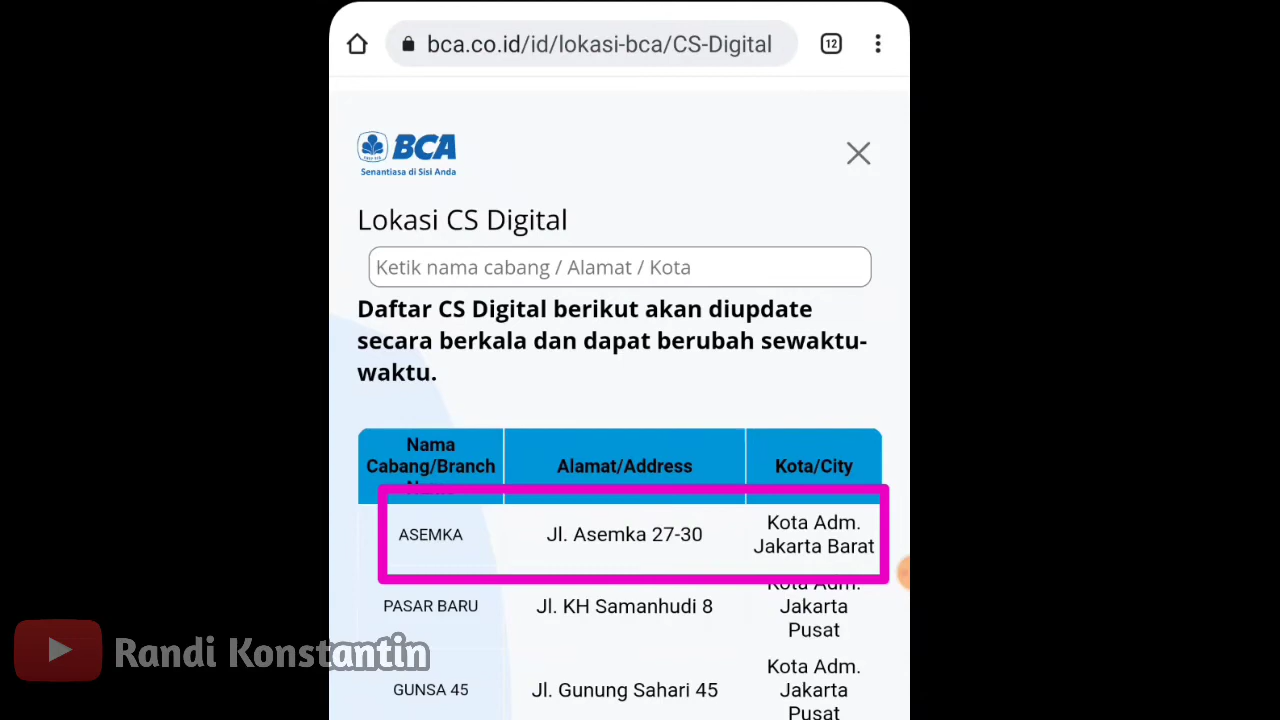 bca.co.id/id/lokasi-bca/CS-Digital
12
BCA
Senantiasa di Sisi Anda
Lokasi CS Digital
Ketik nama cabang / Alamat / Kota
Daftar CS Digital berikut akan diupdate
secara berkala dan dapat berubah sewaktu-
waktu.
Nama
Cabang/Branch
Alamat/Address
Kota/City
ASEMKA
Jl. Asemka 27-30
Kota Adm.
Jakarta Barat
PASAR BARU
Jl. KH Samanhudi 8
Kota Adm.
Jakarta
Pusat
GUNSA 45
Jl. Gunung Sahari 45
Kota Adm.
Jakarta
Pusat
Randi Konstantin